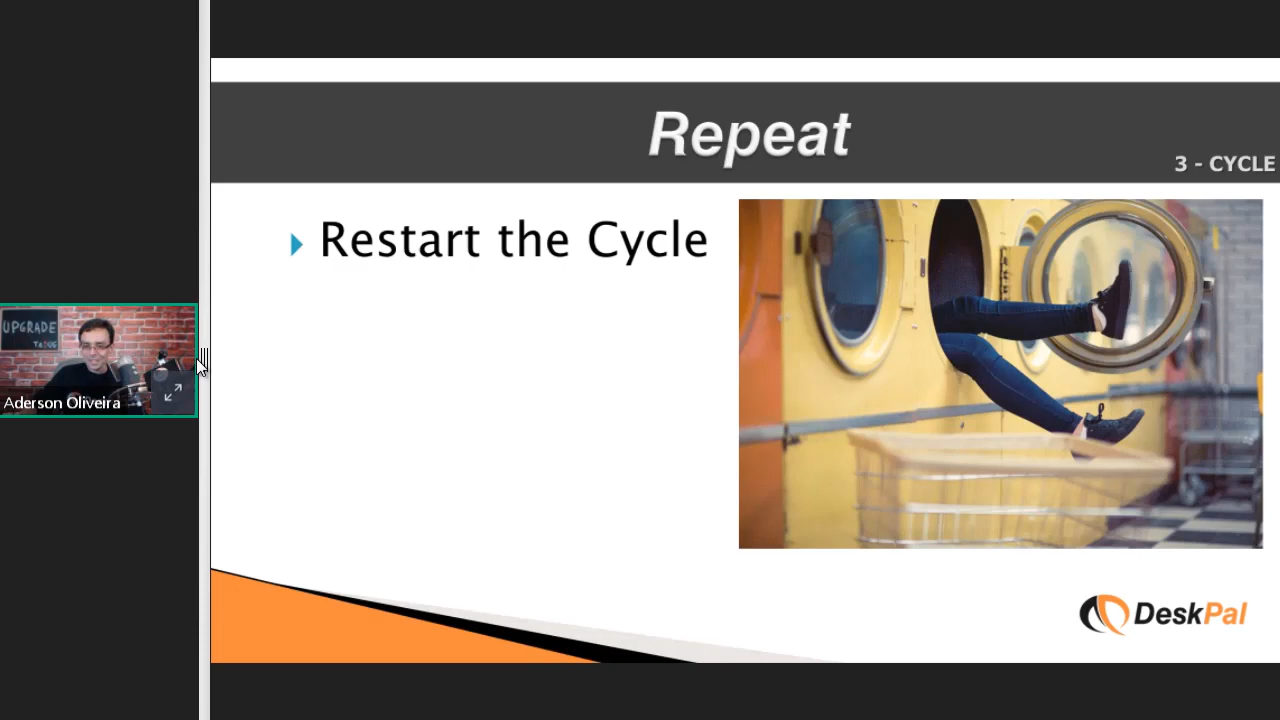 Repeat
3 - CYCLE
Restart the Cycle
UPGRADE
Aderson Oliveira
DeskPal